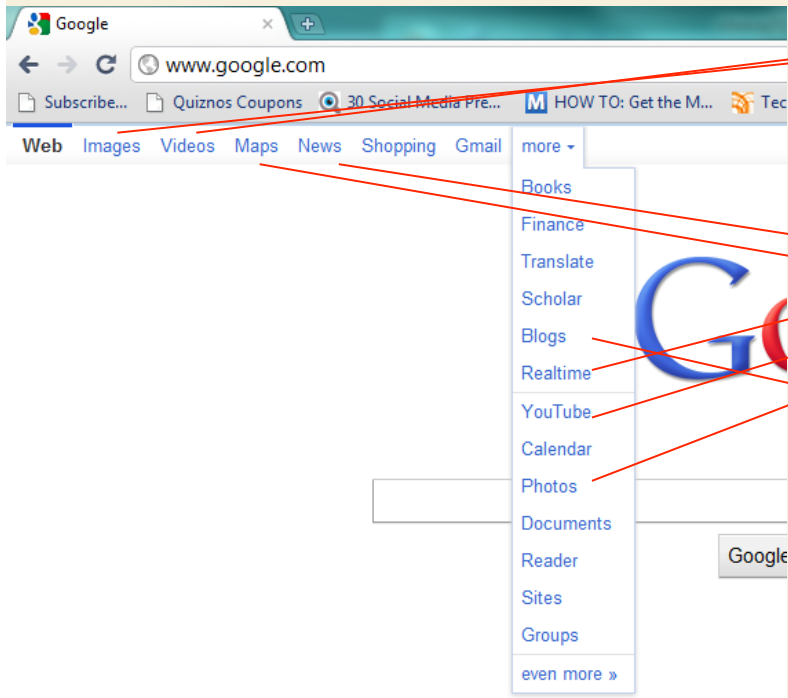 Google
www.google.com
Subscribe... Quiznos Coupons 30 Social Media Pre... M HOW TO: Get the M... Tec
Web Images Videos Maps News Shopping Gmail more
Books
Finance
Translate
Scholar
Blogs
Realtime
YouTube
Calendar
Photos
Documents
Reader
Sites
Groups
even more »
Go
Google